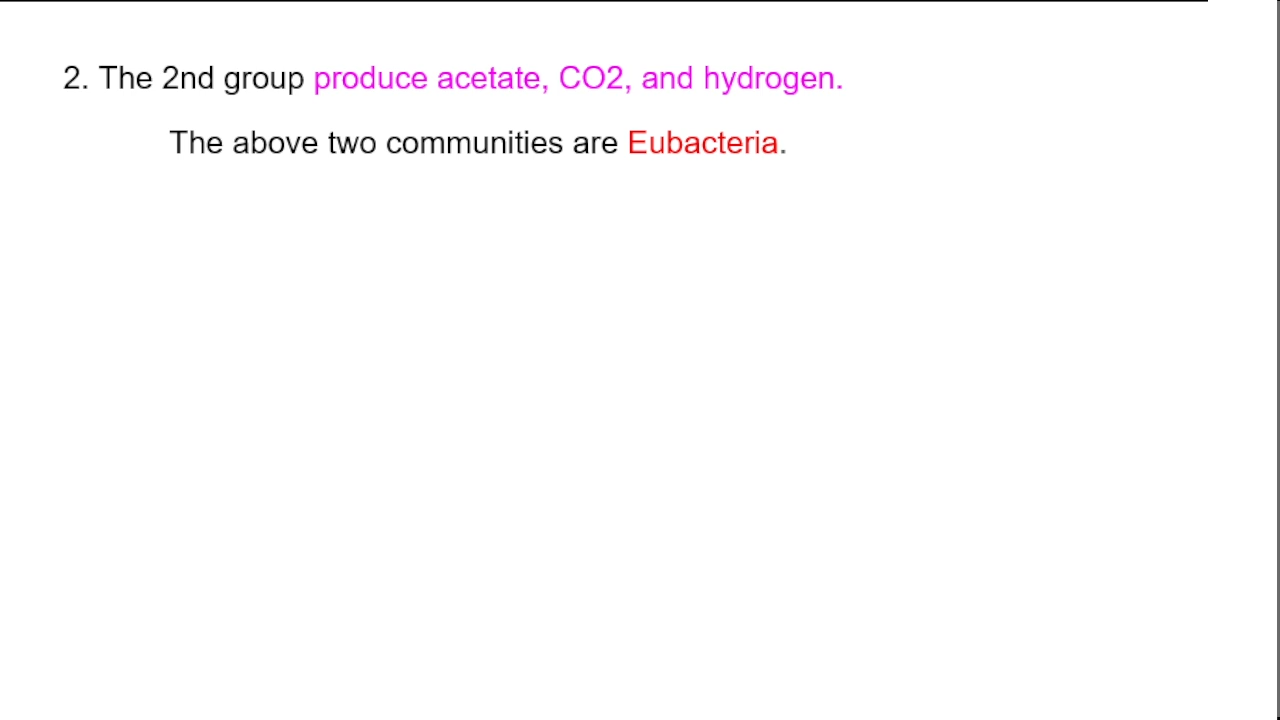 2. The 2nd group produce acetate, CO2, and hydrogen.
The above two communities are Eubacteria.